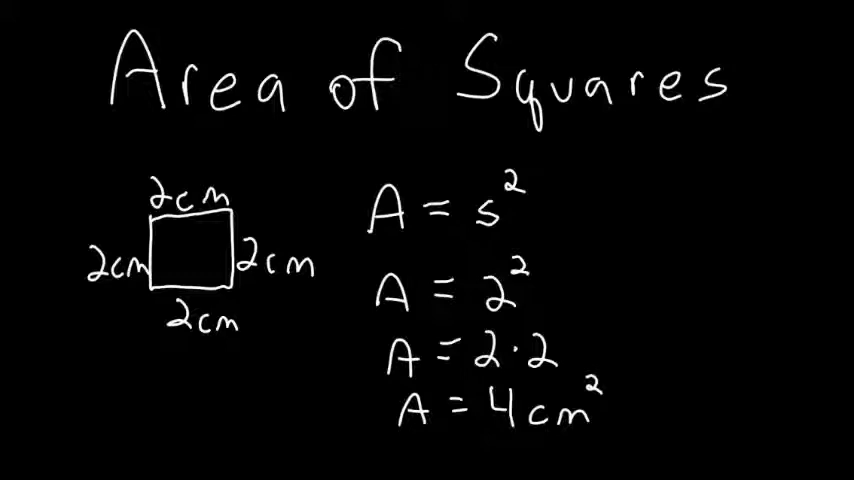 Area of Squares
2cm
2cm
2cm
2cm
A = s²
A = 2²
A = 2·2
A = 4cm²